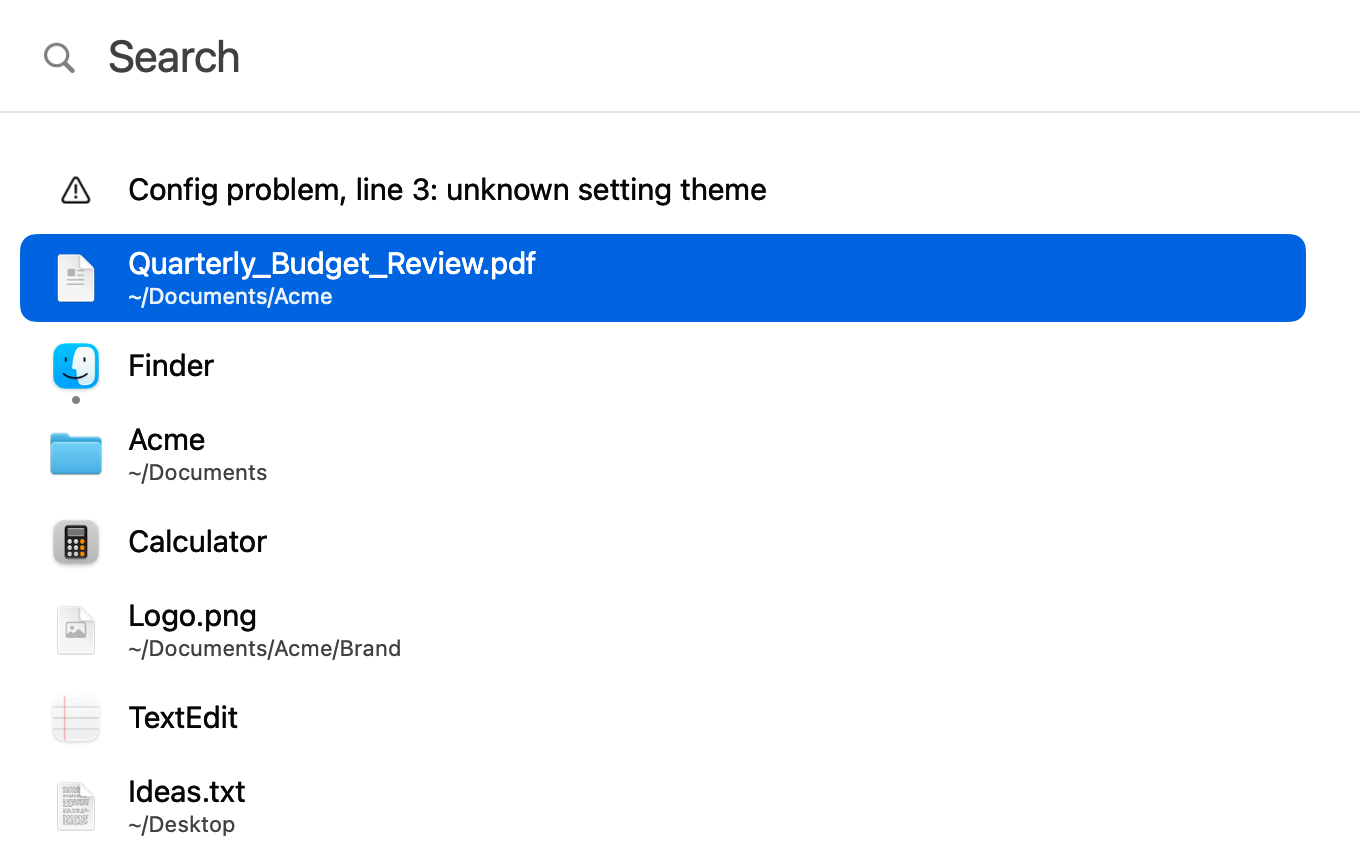 Search
Config problem, line 3: unknown setting theme
Quarterly_Budget_Review.pdf
~/Documents/Acme
Finder
Acme
~/Documents
Calculator
Logo.png
~/Documents/Acme/Brand
TextEdit
Ideas.txt
~/Desktop